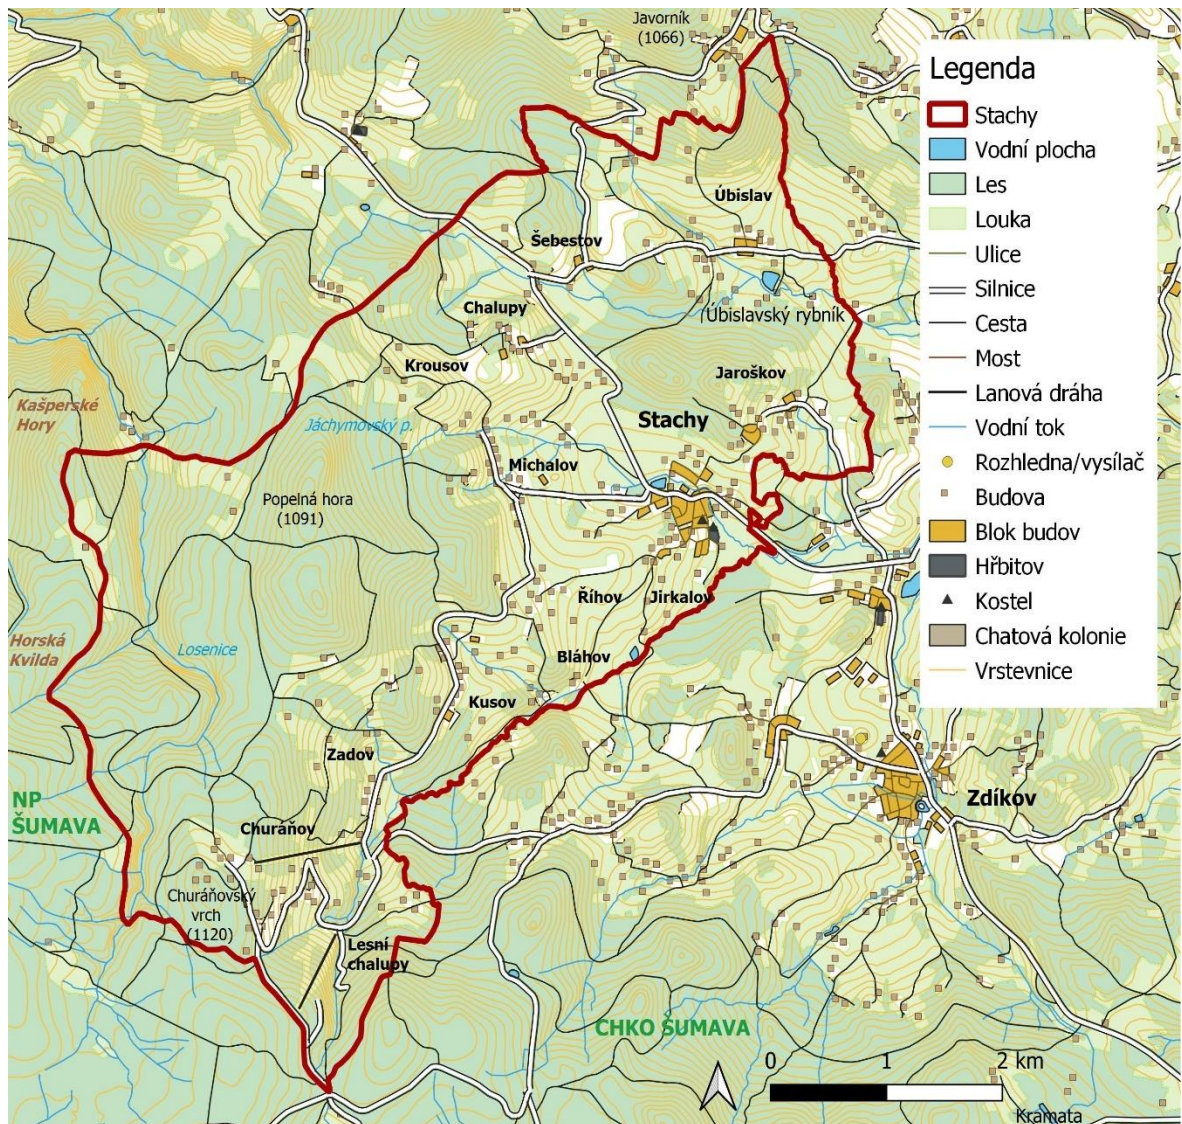 Javorník
(1066)
Legenda
Stachy
Vodní plocha
Les
Louka
Ulice
Silnice
Cesta
Most
Lanová dráha
Vodní tok
Rozhledna/vysílač
Budova
Blok budov
Hřbitov
Kostel
Chatová kolonie
Vrstevnice
Úbislav
Šebestov
Chalupy
Úbislavský rybník
Krousov
Jaroškov
Kašperské
Hory
Jáchymovský p.
Stachy
Michalov
Popelná hora
(1091)
Říhov
Jirkalov
Horská
Kvilda
Losenice
Bláhov
Kusov
Zadov
NP
ŠUMAVA
Zdíkov
Churáňov
Churáňovský
vrch
(1120)
Lesní
chalupy
CHKO ŠUMAVA
0 1 2 km
Kramata